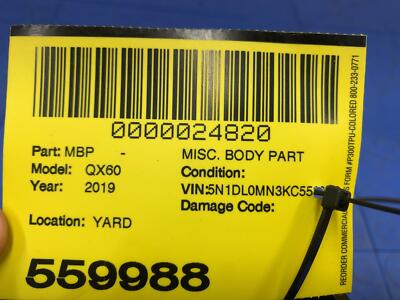 0000024820
Part: MBP - MISC. BODY PART
Model: QX60 Condition:
Year: 2019 VIN:5N1DL0MN3KC55
Damage Code:
Location: YARD
559988
REORDER COMMERCIAL FORM #P300TPU-COLORED 800-233-0771